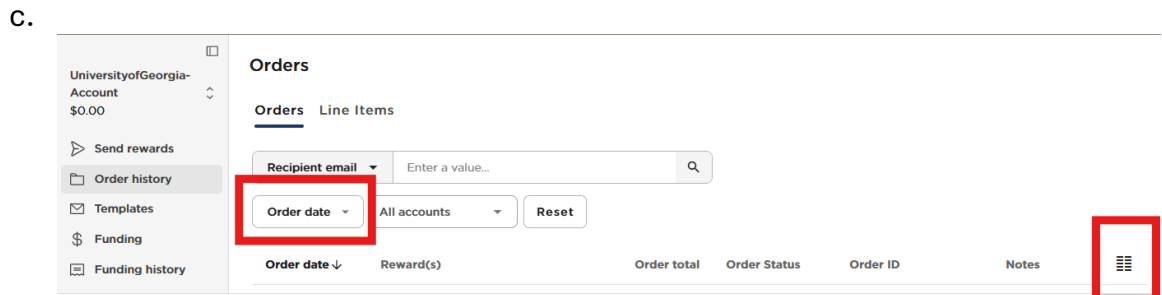 c.
UniversityofGeorgia-
Account
$0.00
Send rewards
Order history
Templates
Funding
Funding history
Orders
Orders Line Items
Recipient email Enter a value...
Order date All accounts Reset
Order date Reward(s) Order total Order Status Order ID Notes